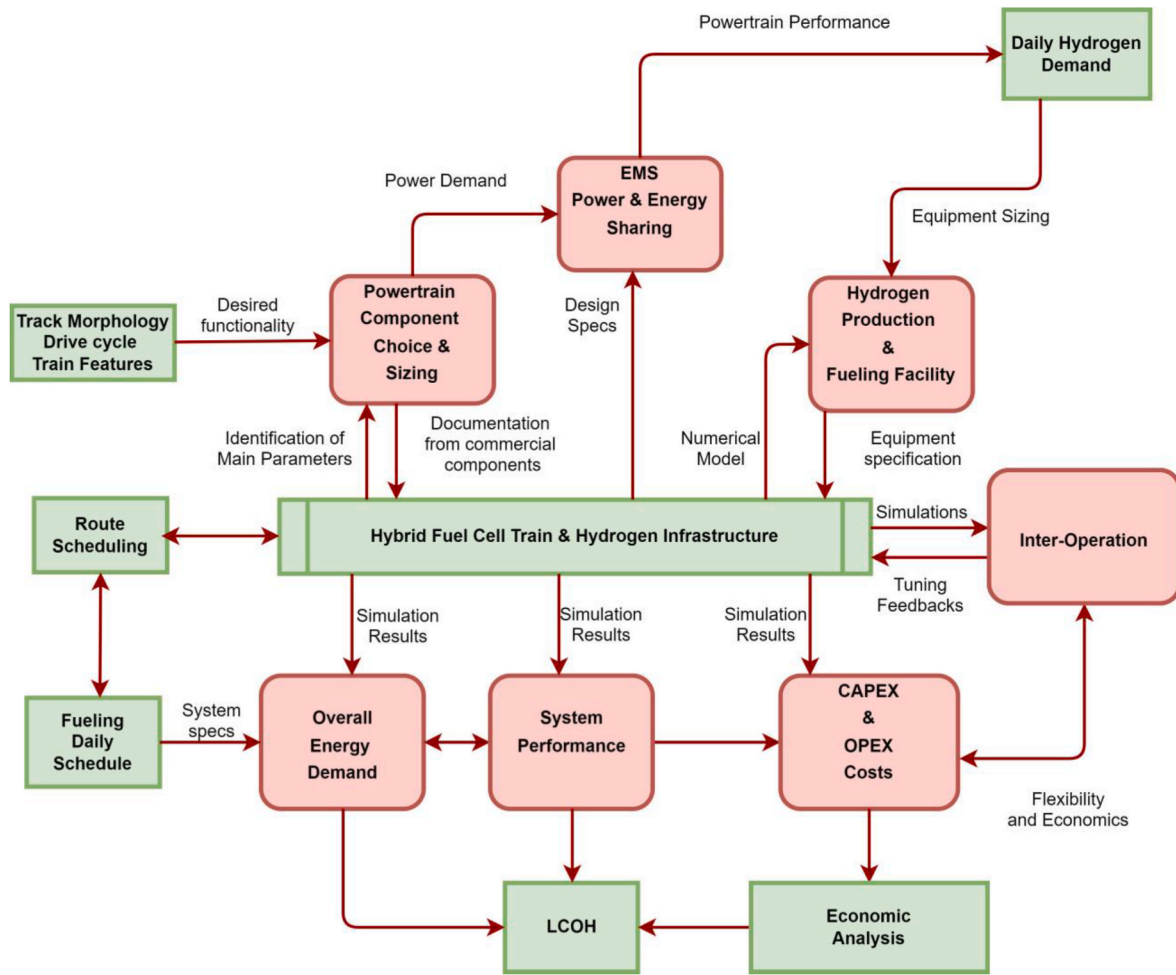 Powertrain Performance
Daily Hydrogen
Demand
EMS
Power & Energy
Sharing
Power Demand
Equipment Sizing
Track Morphology
Drive cycle
Train Features
Desired
functionality
Powertrain
Component
Choice &
Sizing
Design
Specs
Hydrogen
Production
&
Fueling Facility
Identification of
Main Parameters
Documentation
from commercial
components
Numerical
Model
Equipment
specification
Route
Scheduling
Hybrid Fuel Cell Train & Hydrogen Infrastructure
Simulations
Inter-Operation
Tuning
Feedbacks
Simulation
Results
Simulation
Results
Simulation
Results
Fueling
Daily
Schedule
System
specs
Overall
Energy
Demand
System
Performance
CAPEX
&
OPEX
Costs
Flexibility
and Economics
LCOH
Economic
Analysis